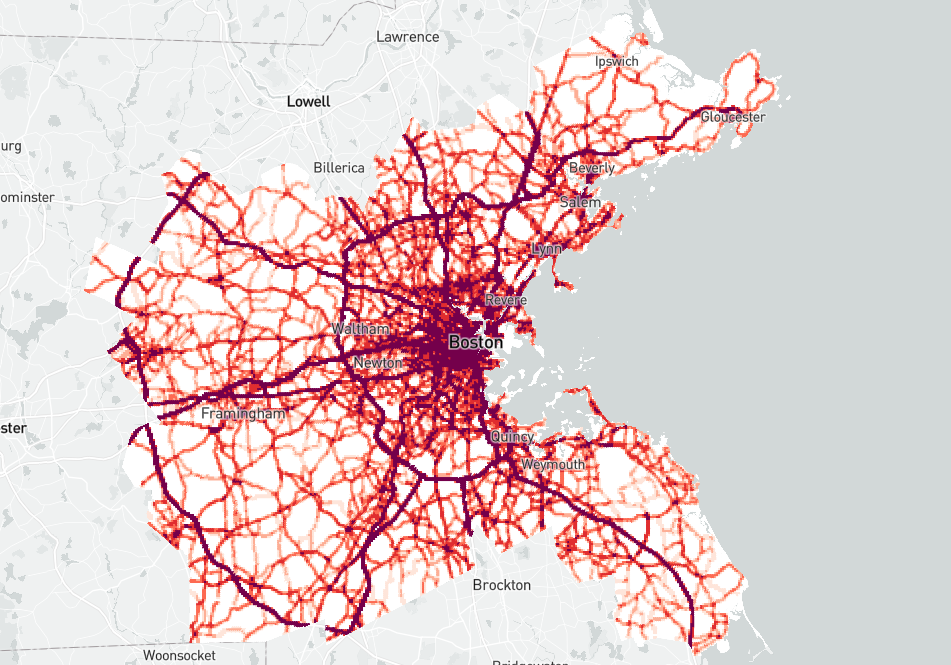 Lawrence
Ipswich
Lowell
Gloucester
urg
Billerica
Beverly
ominster
Salem
Lynn
Revere
Waltham
Boston
Newton
Framingham
ster
Quincy
Weymouth
Brockton
Woonsocket
Bridgewater